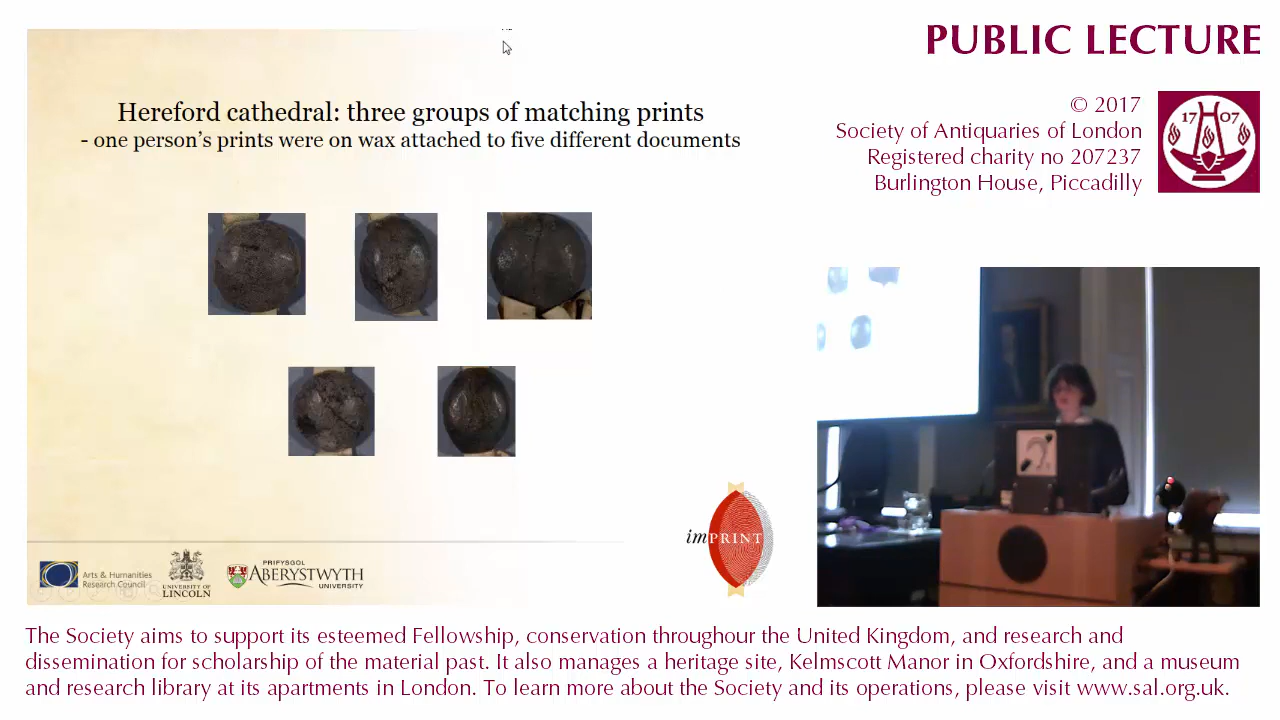 PUBLIC LECTURE
© 2017
Society of Antiquaries of London
Registered charity no 207237
Burlington House, Piccadilly
17 07
Hereford cathedral: three groups of matching prints
- one person's prints were on wax attached to five different documents
imPRINT
Arts & Humanities
Research Council
UNIVERSITY OF
LINCOLN
PRIFYSGOL
ABERYSTWYTH
UNIVERSITY
The Society aims to support its esteemed Fellowship, conservation throughour the United Kingdom, and research and
dissemination for scholarship of the material past. It also manages a heritage site, Kelmscott Manor in Oxfordshire, and a museum
and research library at its apartments in London. To learn more about the Society and its operations, please visit www.sal.org.uk.